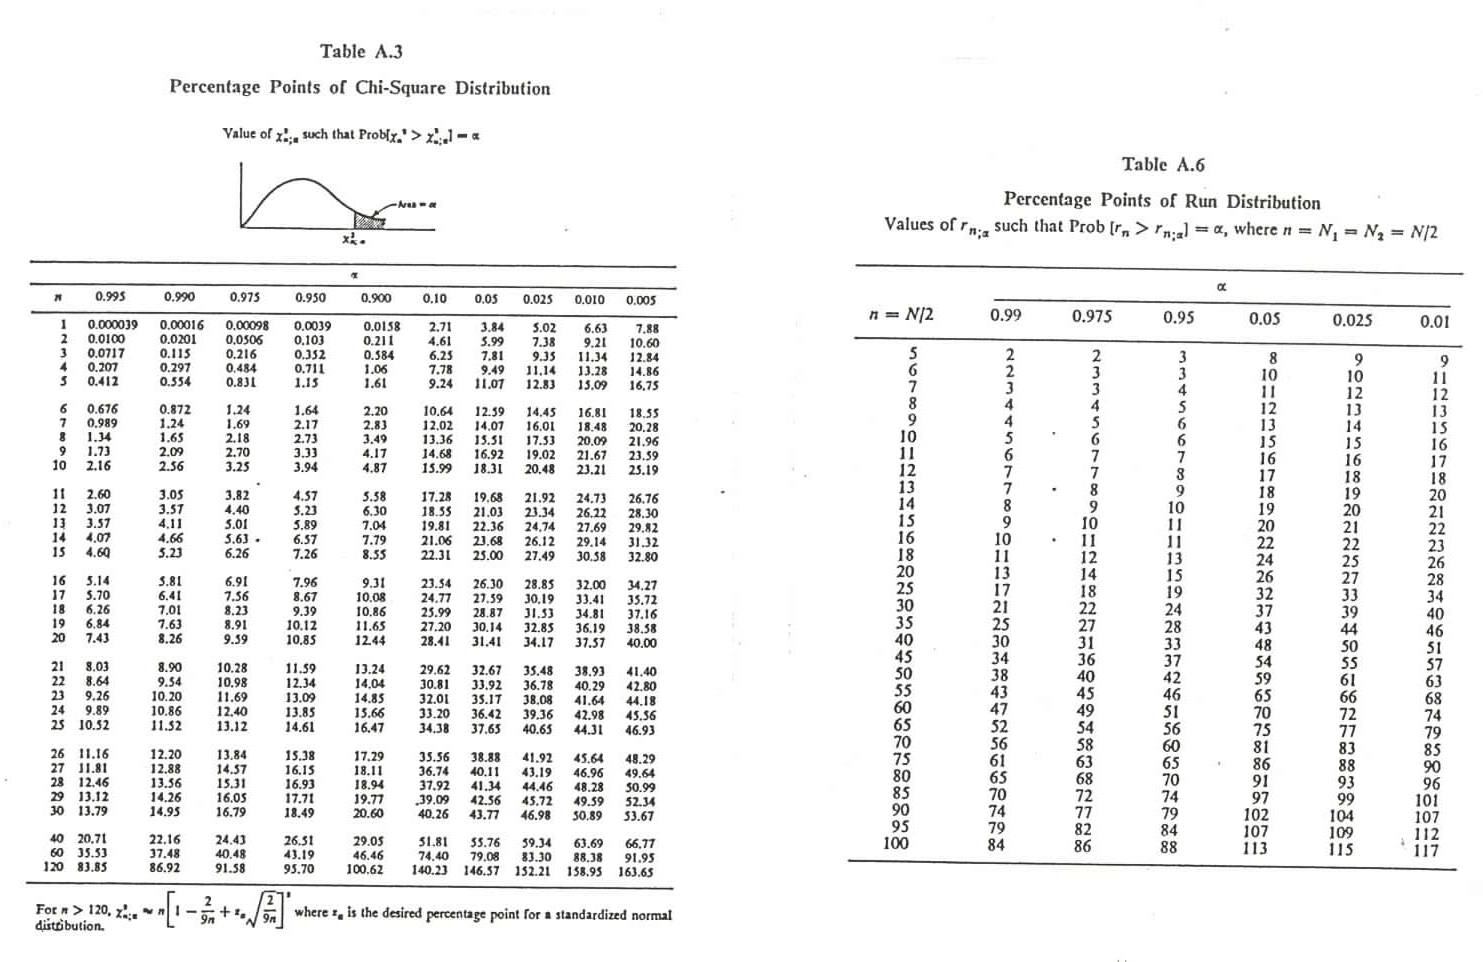 Table A.3
Percentage Points of Chi-Square Distribution
Value of χ²n;α such that Prob[χn² > χ²n;α] = α
Area = α
χ²n;α
α
n 0.995 0.990 0.975 0.950 0.900 0.10 0.05 0.025 0.010 0.005
1 0.000039 0.00016 0.00098 0.0039 0.0158 2.71 3.84 5.02 6.63 7.88
2 0.0100 0.0201 0.0506 0.103 0.211 4.61 5.99 7.38 9.21 10.60
3 0.0717 0.115 0.216 0.352 0.584 6.25 7.81 9.35 11.34 12.84
4 0.207 0.297 0.484 0.711 1.06 7.78 9.49 11.14 13.28 14.86
5 0.412 0.554 0.831 1.15 1.61 9.24 11.07 12.83 15.09 16.75
6 0.676 0.872 1.24 1.64 2.20 10.64 12.59 14.45 16.81 18.55
7 0.989 1.24 1.69 2.17 2.83 12.02 14.07 16.01 18.48 20.28
8 1.34 1.65 2.18 2.73 3.49 13.36 15.51 17.53 20.09 21.96
9 1.73 2.09 2.70 3.33 4.17 14.68 16.92 19.02 21.67 23.59
10 2.16 2.56 3.25 3.94 4.87 15.99 18.31 20.48 23.21 25.19
11 2.60 3.05 3.82 4.57 5.58 17.28 19.68 21.92 24.73 26.76
12 3.07 3.57 4.40 5.23 6.30 18.55 21.03 23.34 26.22 28.30
13 3.57 4.11 5.01 5.89 7.04 19.81 22.36 24.74 27.69 29.82
14 4.07 4.66 5.63 6.57 7.79 21.06 23.68 26.12 29.14 31.32
15 4.60 5.23 6.26 7.26 8.55 22.31 25.00 27.49 30.58 32.80
16 5.14 5.81 6.91 7.96 9.31 23.54 26.30 28.85 32.00 34.27
17 5.70 6.41 7.56 8.67 10.08 24.77 27.59 30.19 33.41 35.72
18 6.26 7.01 8.23 9.39 10.86 25.99 28.87 31.53 34.81 37.16
19 6.84 7.63 8.91 10.12 11.65 27.20 30.14 32.85 36.19 38.58
20 7.43 8.26 9.59 10.85 12.44 28.41 31.41 34.17 37.57 40.00
21 8.03 8.90 10.28 11.59 13.24 29.62 32.67 35.48 38.93 41.40
22 8.64 9.54 10.98 12.34 14.04 30.81 33.92 36.78 40.29 42.80
23 9.26 10.20 11.69 13.09 14.85 32.01 35.17 38.08 41.64 44.18
24 9.89 10.86 12.40 13.85 15.66 33.20 36.42 39.36 42.98 45.56
25 10.52 11.52 13.12 14.61 16.47 34.38 37.65 40.65 44.31 46.93
26 11.16 12.20 13.84 15.38 17.29 35.56 38.88 41.92 45.64 48.29
27 11.81 12.88 14.57 16.15 18.11 36.74 40.11 43.19 46.96 49.64
28 12.46 13.56 15.31 16.93 18.94 37.92 41.34 44.46 48.28 50.99
29 13.12 14.26 16.05 17.71 19.77 39.09 42.56 45.72 49.59 52.34
30 13.79 14.95 16.79 18.49 20.60 40.26 43.77 46.98 50.89 53.67
40 20.71 22.16 24.43 26.51 29.05 51.81 55.76 59.34 63.69 66.77
60 35.53 37.48 40.48 43.19 46.46 74.40 79.08 83.30 88.38 91.95
120 83.85 86.92 91.58 95.70 100.62 140.23 146.57 152.21 158.95 163.65
For n > 120, χ²n;α ≈ n[1 − 2/9n + zα√(2/9n)]³ where zα is the desired percentage point for a standardized normal
distribution.
Table A.6
Percentage Points of Run Distribution
Values of rn;α such that Prob [rn > rn;α] = α, where n = N1 = N2 = N/2
α
n = N/2 0.99 0.975 0.95 0.05 0.025 0.01
5 2 2 3 8 9 9
6 2 3 3 10 10 11
7 3 3 4 11 12 12
8 4 4 5 12 13 13
9 4 5 6 13 14 15
10 5 6 6 15 15 16
11 6 7 7 16 16 17
12 7 7 8 17 18 18
13 7 8 9 18 19 20
14 8 9 10 19 20 21
15 9 10 11 20 21 22
16 10 11 11 22 22 23
18 11 12 13 24 25 26
20 13 14 15 26 27 28
25 17 18 19 32 33 34
30 21 22 24 37 39 40
35 25 27 28 43 44 46
40 30 31 33 48 50 51
45 34 36 37 54 55 57
50 38 40 42 59 61 63
55 43 45 46 65 66 68
60 47 49 51 70 72 74
65 52 54 56 75 77 79
70 56 58 60 81 83 85
75 61 63 65 86 88 90
80 65 68 70 91 93 96
85 70 72 74 97 99 101
90 74 77 79 102 104 107
95 79 82 84 107 109 112
100 84 86 88 113 115 117